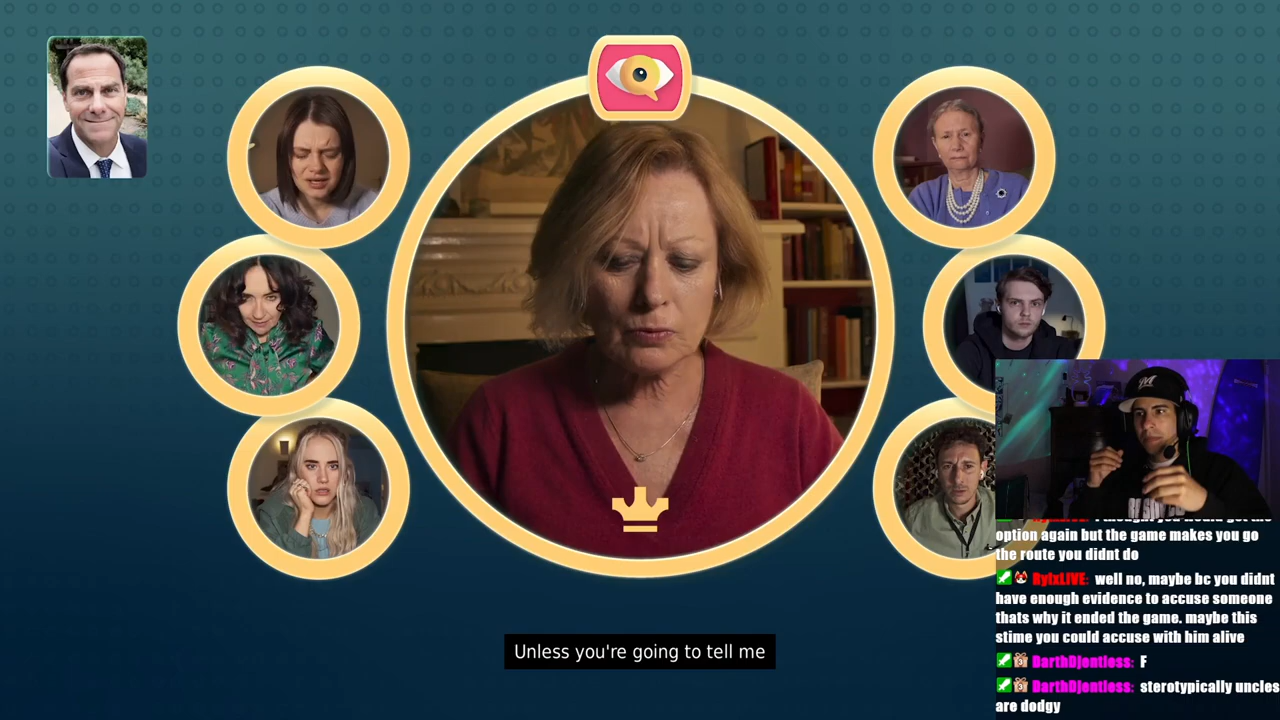 Unless you're going to tell me
option again but the game makes you go
the route you didnt do
RyixLIVE: well no, maybe bc you didnt
have enough evidence to accuse someone
thats why it ended the game. maybe this
stime you could accuse with him alive
DarthDjentless: F
DarthDjentless: sterotypically uncles
are dodgy